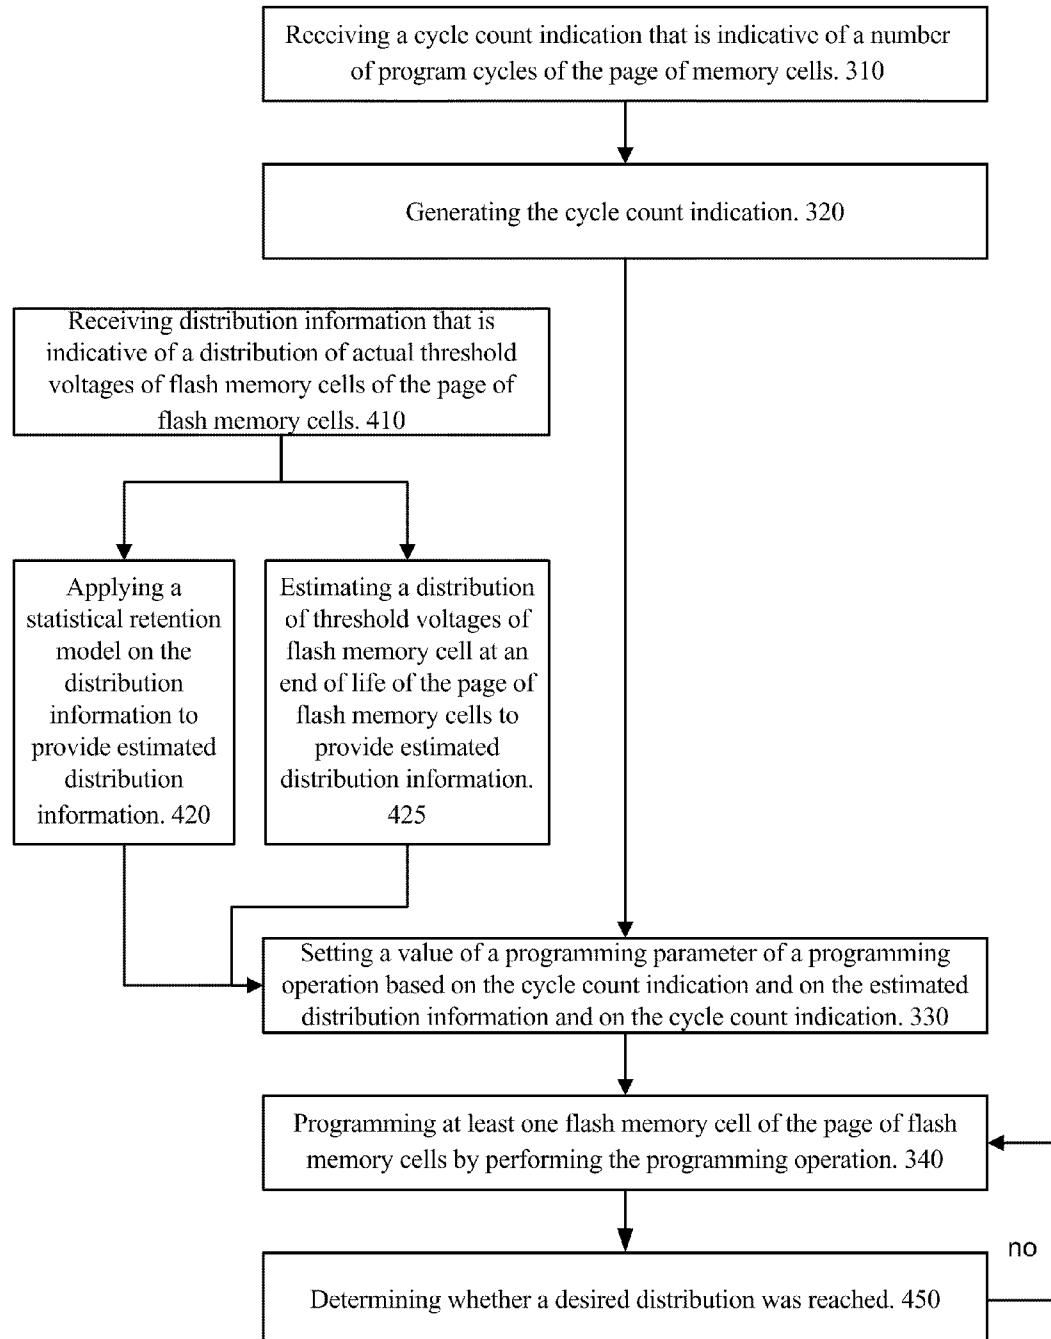 Receiving a cycle count indication that is indicative of a number
of program cycles of the page of memory cells. 310
Generating the cycle count indication. 320
Receiving distribution information that is
indicative of a distribution of actual threshold
voltages of flash memory cells of the page of
flash memory cells. 410
Applying a
statistical retention
model on the
distribution
information to
provide estimated
distribution
information. 420
Estimating a distribution
of threshold voltages of
flash memory cell at an
end of life of the page of
flash memory cells to
provide estimated
distribution information.
425
Setting a value of a programming parameter of a programming
operation based on the cycle count indication and on the estimated
distribution information and on the cycle count indication. 330
Programming at least one flash memory cell of the page of flash
memory cells by performing the programming operation. 340
no
Determining whether a desired distribution was reached. 450